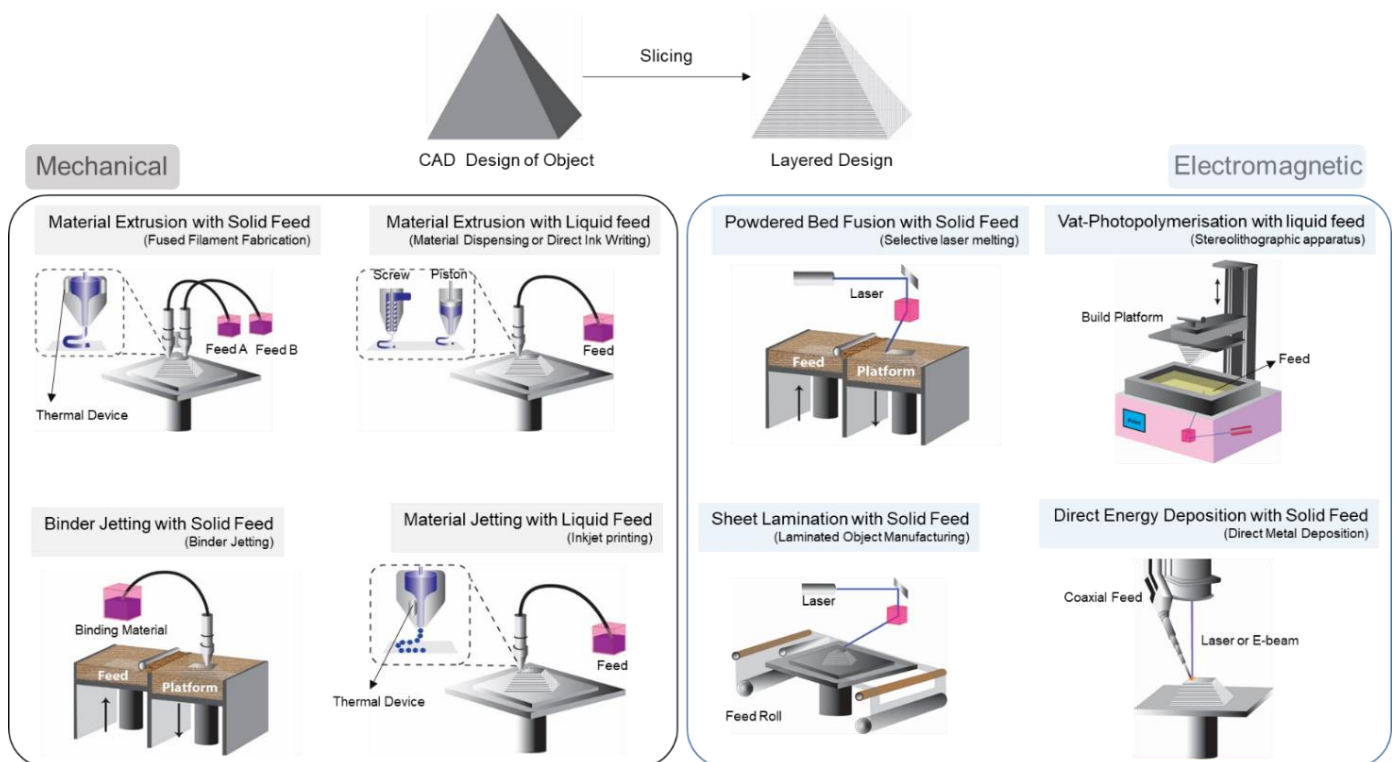 Slicing
CAD Design of Object
Layered Design
Mechanical
Electromagnetic
Material Extrusion with Solid Feed
(Fused Filament Fabrication)
Feed A
Feed B
Thermal Device
Material Extrusion with Liquid feed
(Material Dispensing or Direct Ink Writing)
Screw
Piston
Feed
Powdered Bed Fusion with Solid Feed
(Selective laser melting)
Laser
Feed
Platform
Vat-Photopolymerisation with liquid feed
(Stereolithographic apparatus)
Build Platform
Feed
Binder Jetting with Solid Feed
(Binder Jetting)
Binding Material
Feed
Platform
Material Jetting with Liquid Feed
(Inkjet printing)
Feed
Thermal Device
Sheet Lamination with Solid Feed
(Laminated Object Manufacturing)
Laser
Feed Roll
Direct Energy Deposition with Solid Feed
(Direct Metal Deposition)
Coaxial Feed
Laser or E-beam